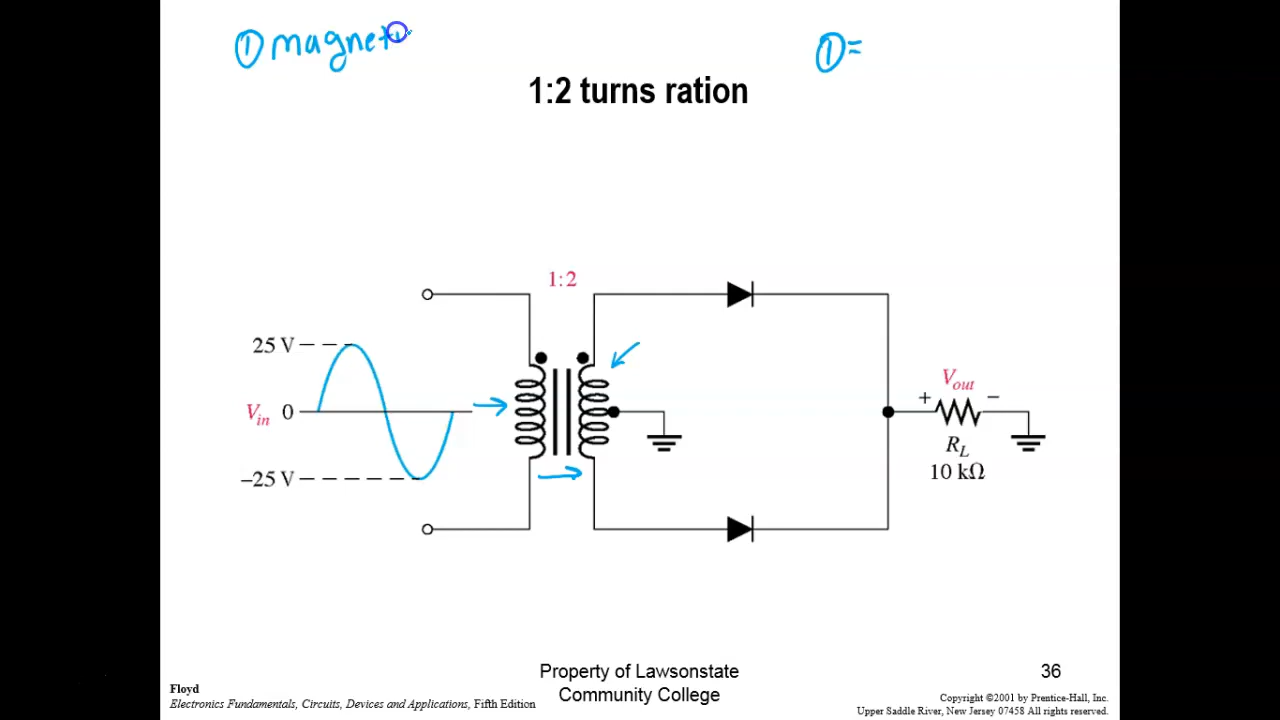 ① magnet
① =
1:2 turns ration
1:2
25 V
Vin 0
–25 V
Vout
+ –
RL
10 kΩ
Property of Lawsonstate
Community College
36
Floyd
Electronics Fundamentals, Circuits, Devices and Applications, Fifth Edition
Copyright ©2001 by Prentice-Hall, Inc.
Upper Saddle River, New Jersey 07458 All rights reserved.